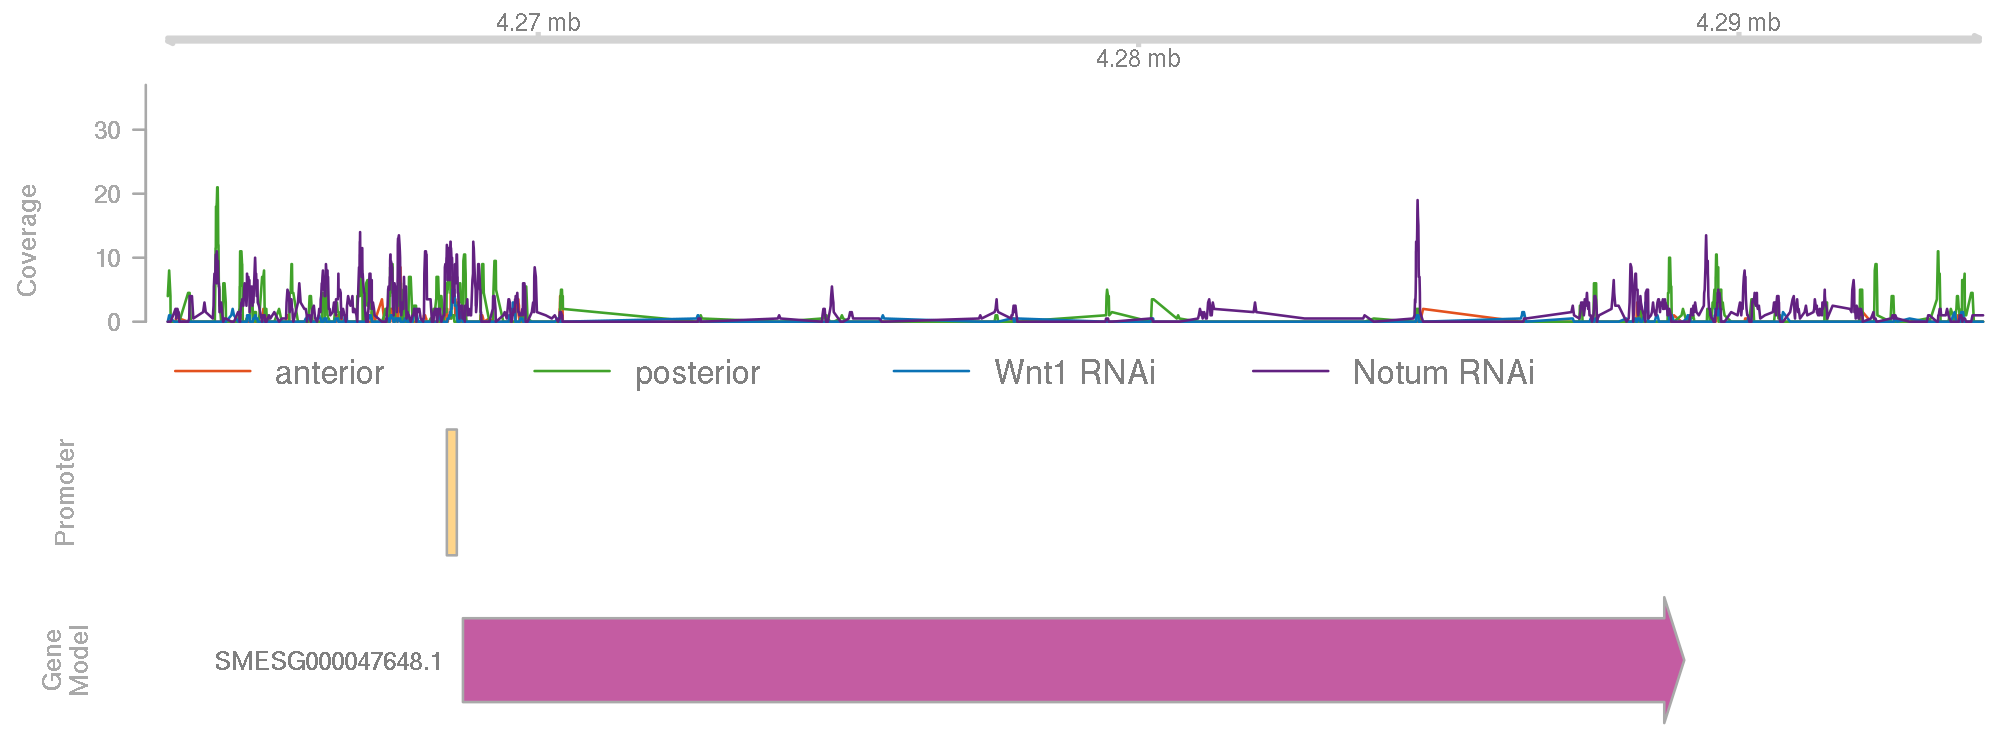 4.27 mb
4.29 mb
4.28 mb
Coverage
30
20
10
0
anterior posterior Wnt1 RNAi Notum RNAi
Promoter
Gene
Model
SMESG000047648.1